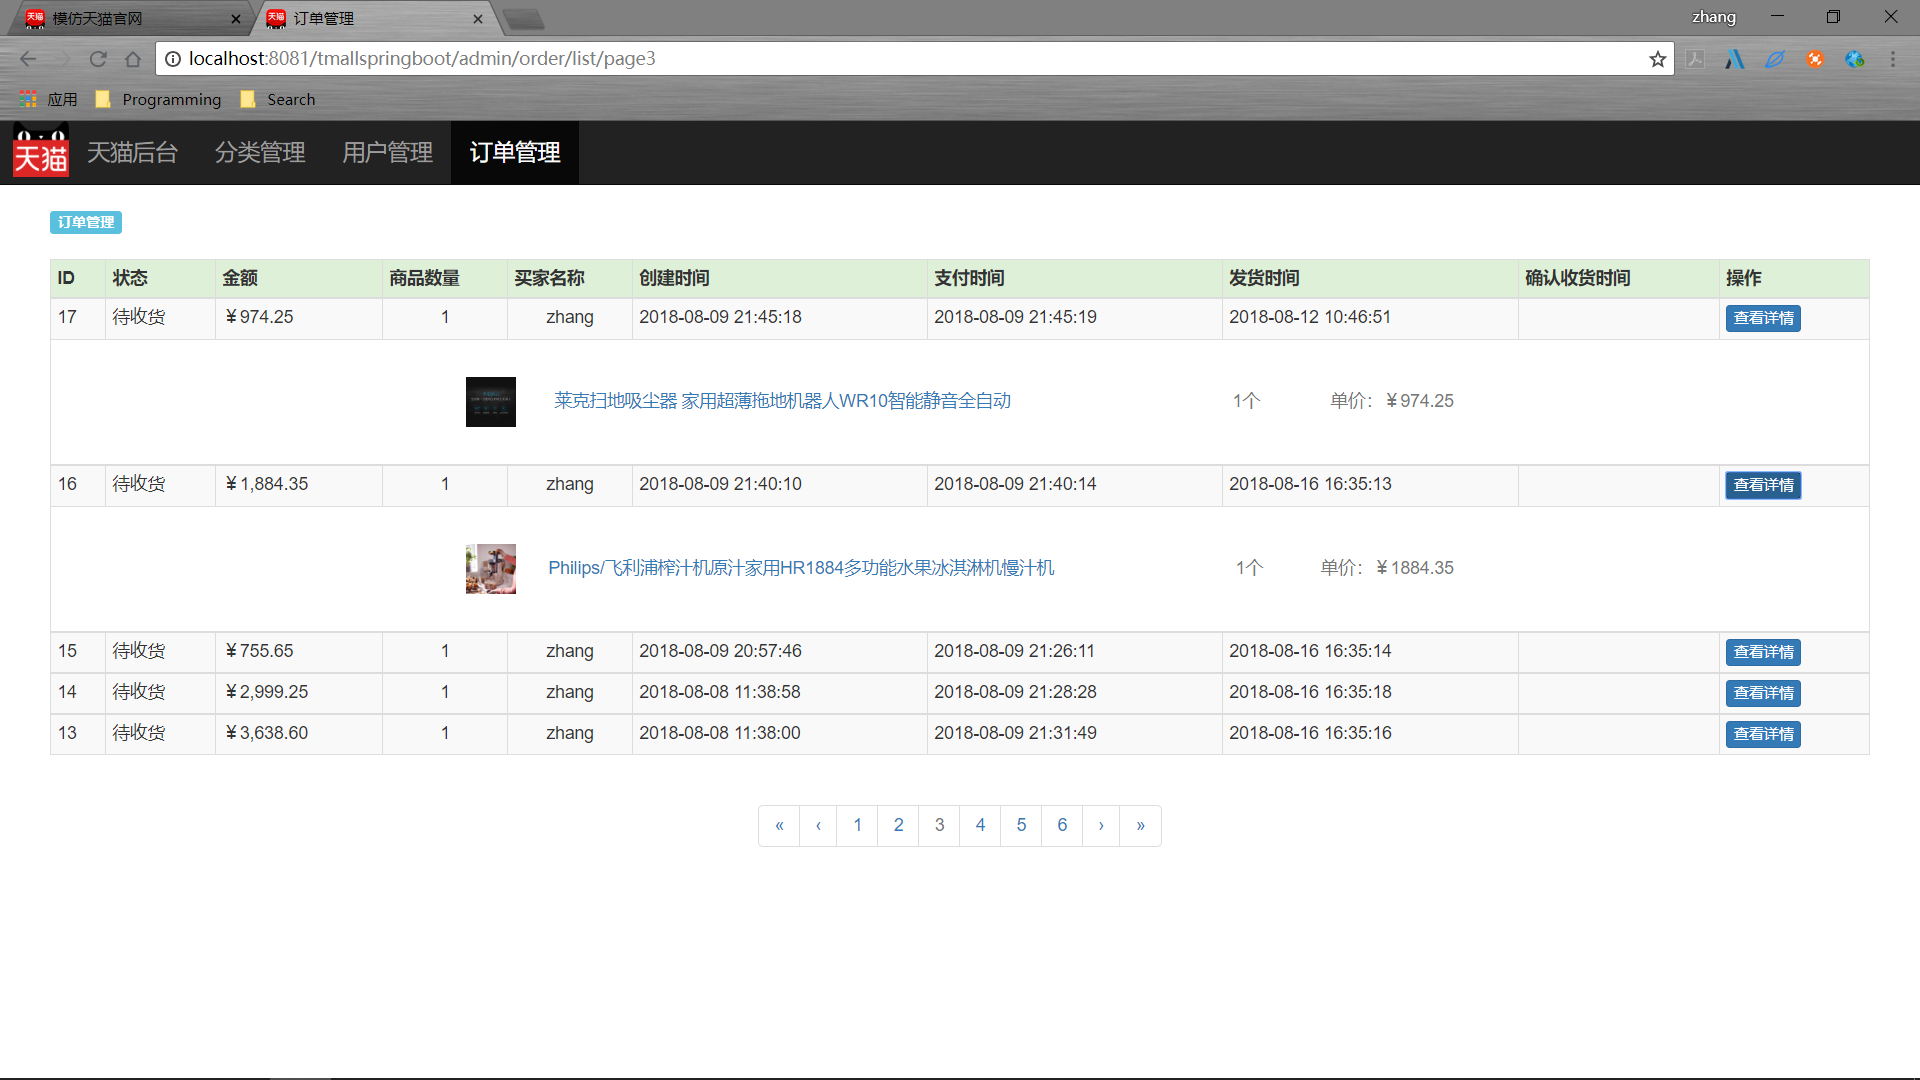 模仿天猫官网
订单管理
zhang
localhost:8081/tmallspringboot/admin/order/list/page3
应用 Programming Search
天猫 天猫后台 分类管理 用户管理 订单管理
订单管理
ID 状态 金额 商品数量 买家名称 创建时间 支付时间 发货时间 确认收货时间 操作
17 待收货 ￥974.25 1 zhang 2018-08-09 21:45:18 2018-08-09 21:45:19 2018-08-12 10:46:51 查看详情
莱克扫地吸尘器 家用超薄拖地机器人WR10智能静音全自动 1个 单价：￥974.25
16 待收货 ￥1,884.35 1 zhang 2018-08-09 21:40:10 2018-08-09 21:40:14 2018-08-16 16:35:13 查看详情
Philips/飞利浦榨汁机原汁家用HR1884多功能水果冰淇淋机慢汁机 1个 单价：￥1884.35
15 待收货 ￥755.65 1 zhang 2018-08-09 20:57:46 2018-08-09 21:26:11 2018-08-16 16:35:14 查看详情
14 待收货 ￥2,999.25 1 zhang 2018-08-08 11:38:58 2018-08-09 21:28:28 2018-08-16 16:35:18 查看详情
13 待收货 ￥3,638.60 1 zhang 2018-08-08 11:38:00 2018-08-09 21:31:49 2018-08-16 16:35:16 查看详情
« ‹ 1 2 3 4 5 6 › »